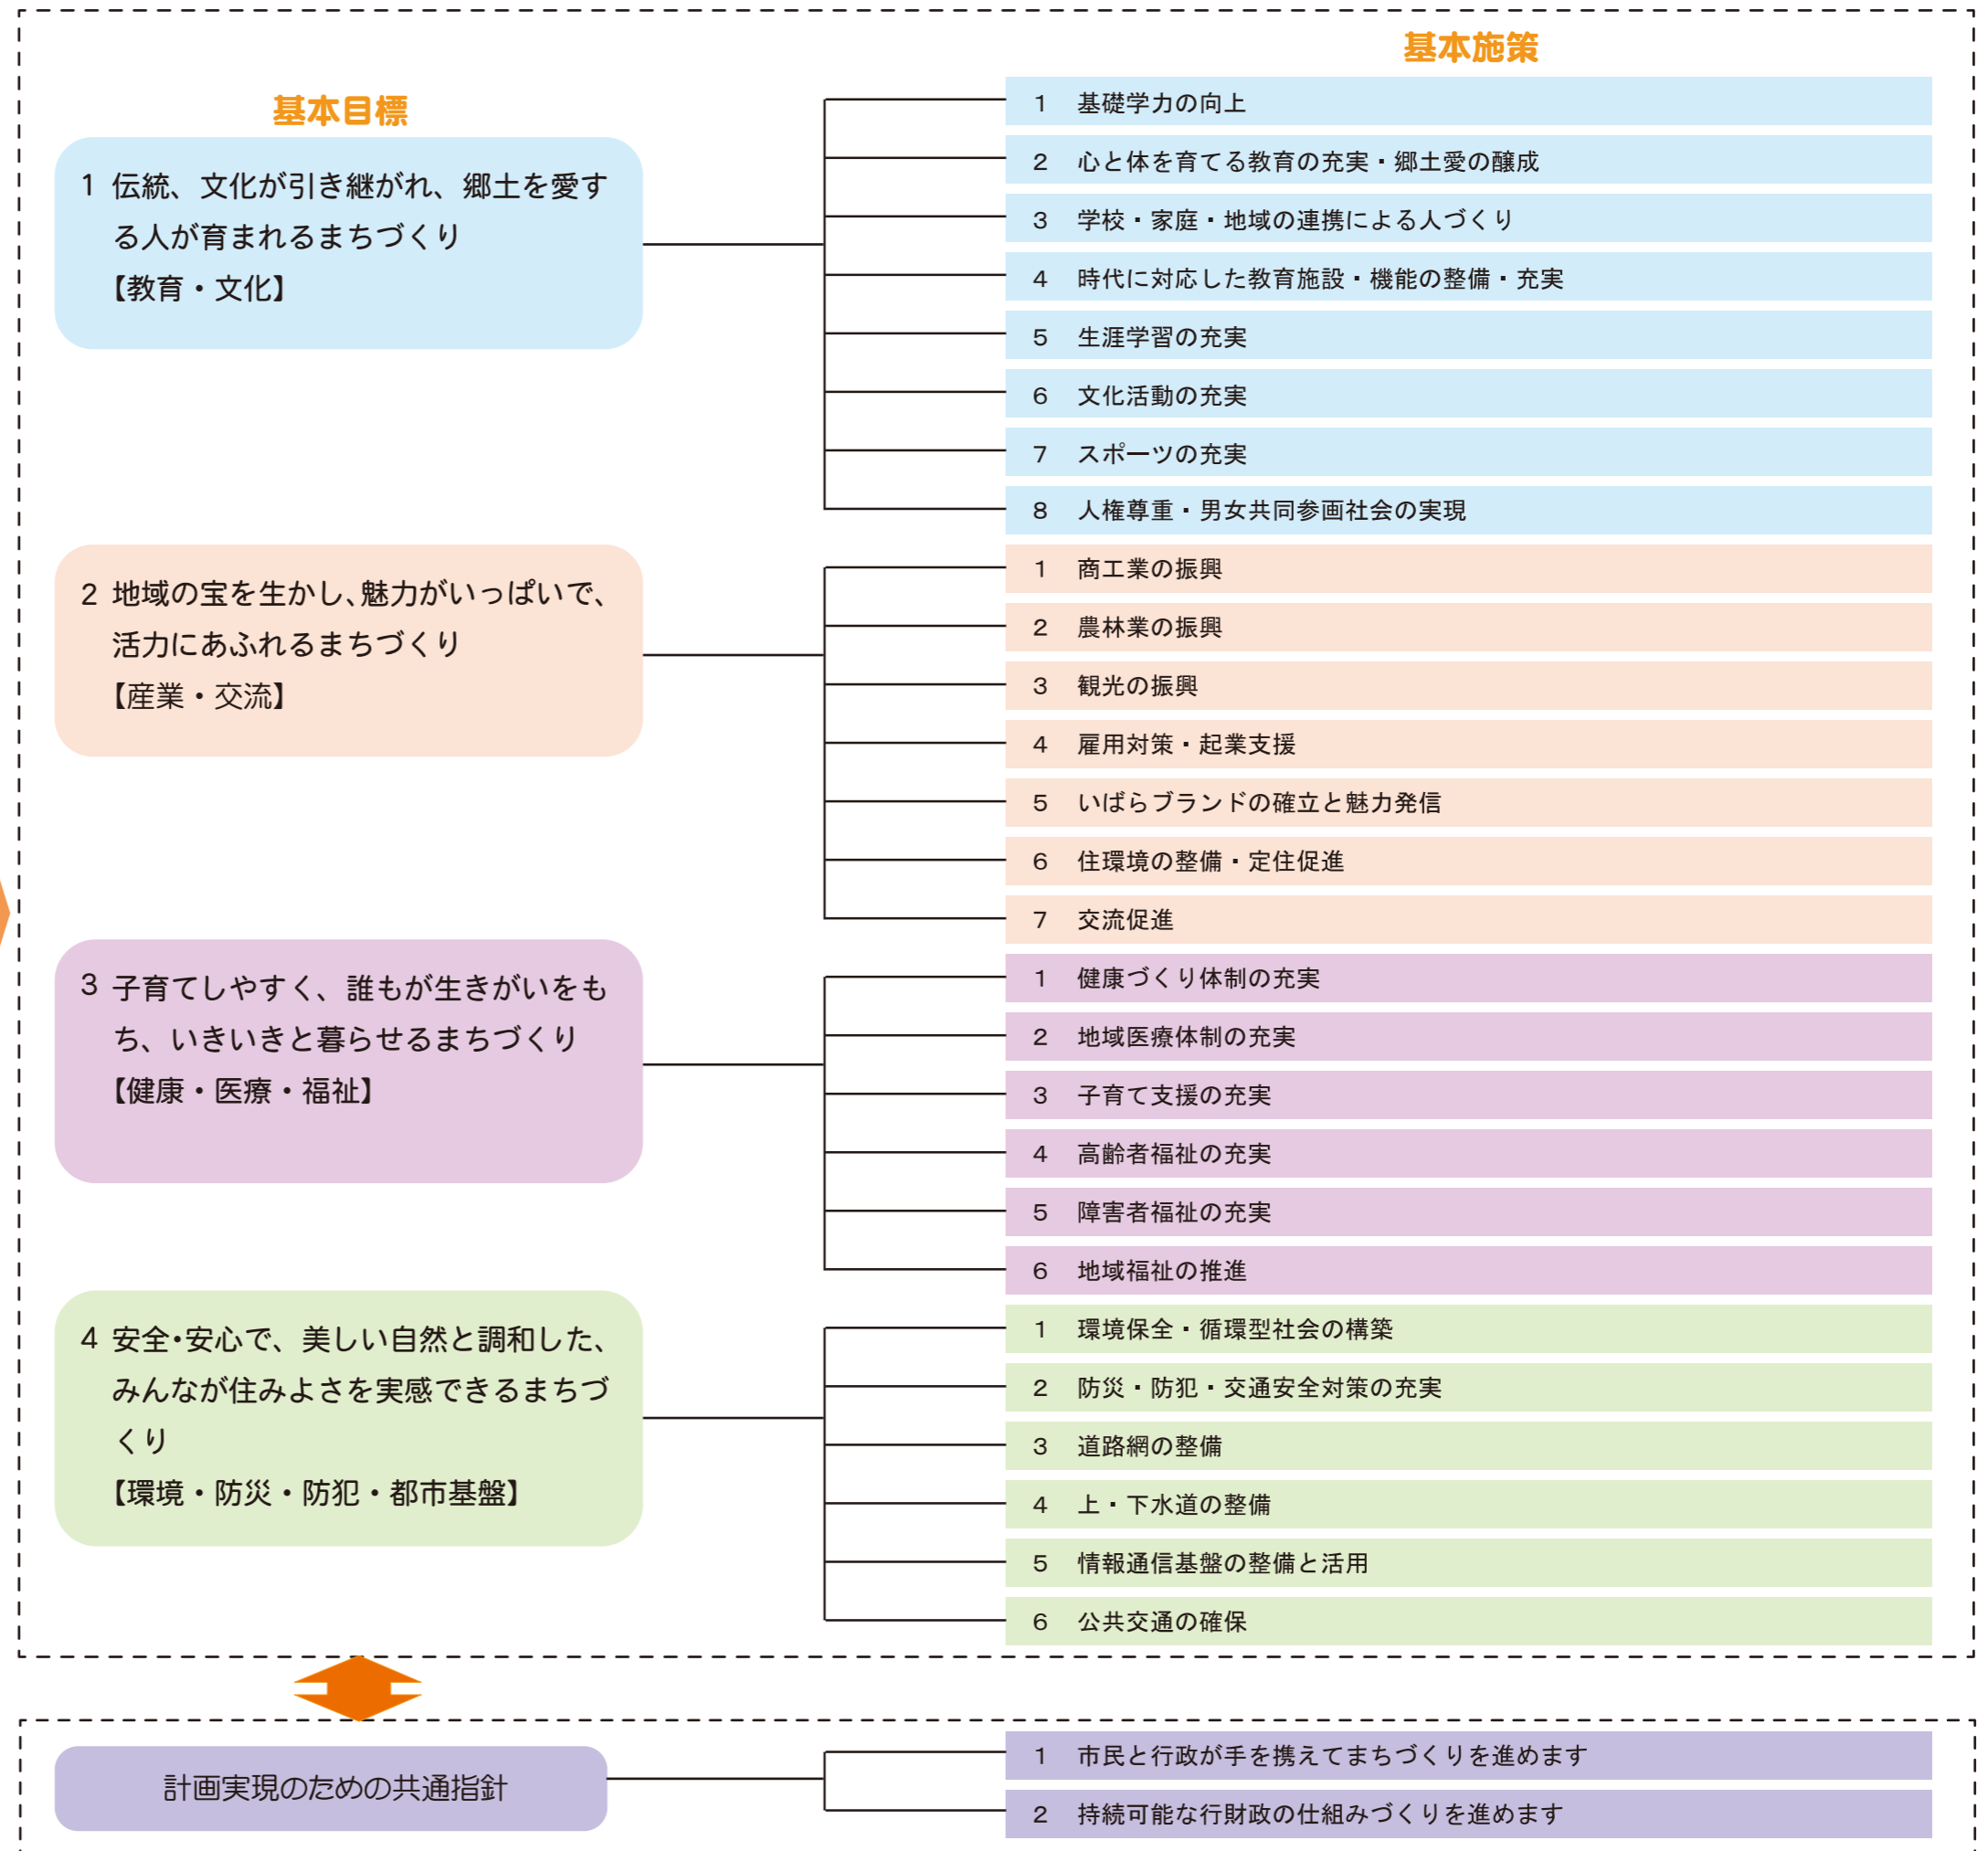 基本施策
基本目標
1 伝統、文化が引き継がれ、郷土を愛す
る人が育まれるまちづくり
【教育・文化】
1 基礎学力の向上
2 心と体を育てる教育の充実・郷土愛の醸成
3 学校・家庭・地域の連携による人づくり
4 時代に対応した教育施設・機能の整備・充実
5 生涯学習の充実
6 文化活動の充実
7 スポーツの充実
8 人権尊重・男女共同参画社会の実現
2 地域の宝を生かし、魅力がいっぱいで、
活力にあふれるまちづくり
【産業・交流】
1 商工業の振興
2 農林業の振興
3 観光の振興
4 雇用対策・起業支援
5 いばらブランドの確立と魅力発信
6 住環境の整備・定住促進
7 交流促進
3 子育てしやすく、誰もが生きがいをも
ち、いきいきと暮らせるまちづくり
【健康・医療・福祉】
1 健康づくり体制の充実
2 地域医療体制の充実
3 子育て支援の充実
4 高齢者福祉の充実
5 障害者福祉の充実
6 地域福祉の推進
4 安全・安心で、美しい自然と調和した、
みんなが住みよさを実感できるまちづ
くり
【環境・防災・防犯・都市基盤】
1 環境保全・循環型社会の構築
2 防災・防犯・交通安全対策の充実
3 道路網の整備
4 上・下水道の整備
5 情報通信基盤の整備と活用
6 公共交通の確保
計画実現のための共通指針
1 市民と行政が手を携えてまちづくりを進めます
2 持続可能な行財政の仕組みづくりを進めます